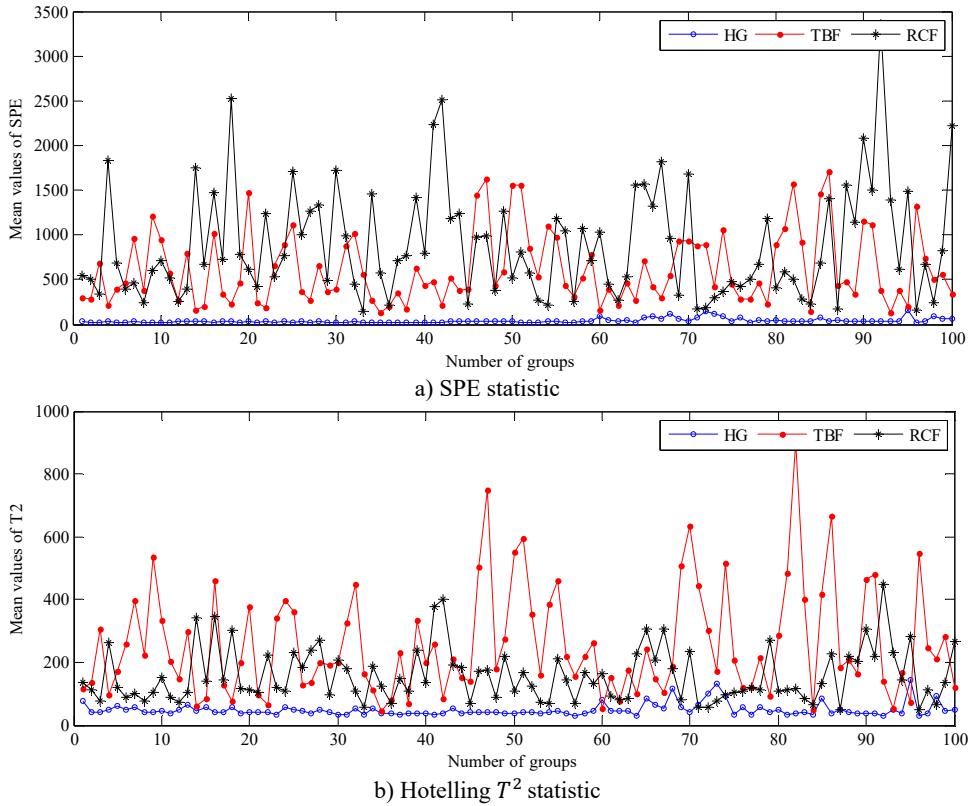 HG TBF RCF
3500
3000
2500
2000
1500
1000
500
0
Mean values of SPE
0 10 20 30 40 50 60 70 80 90 100
Number of groups
a) SPE statistic
HG TBF RCF
1000
800
600
400
200
0
Mean values of T2
0 10 20 30 40 50 60 70 80 90 100
Number of groups
b) Hotelling T² statistic